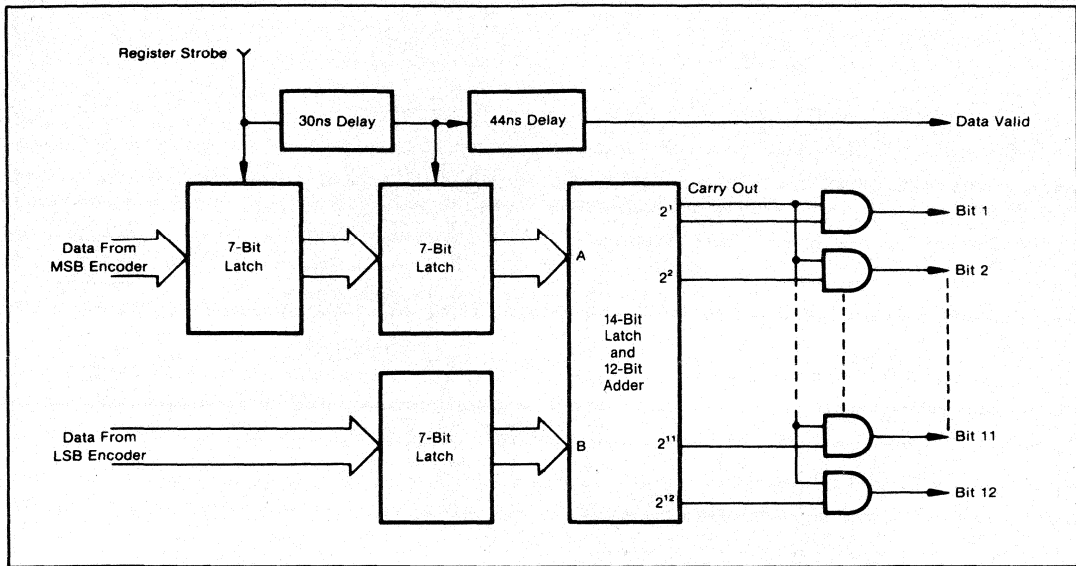 Register Strobe
30ns Delay
44ns Delay
Data Valid
Carry Out
2¹
Bit 1
Data From
MSB Encoder
7-Bit
Latch
7-Bit
Latch
A
2²
Bit 2
14-Bit
Latch
and
12-Bit
Adder
Data From
LSB Encoder
7-Bit
Latch
B
2¹¹
Bit 11
2¹²
Bit 12